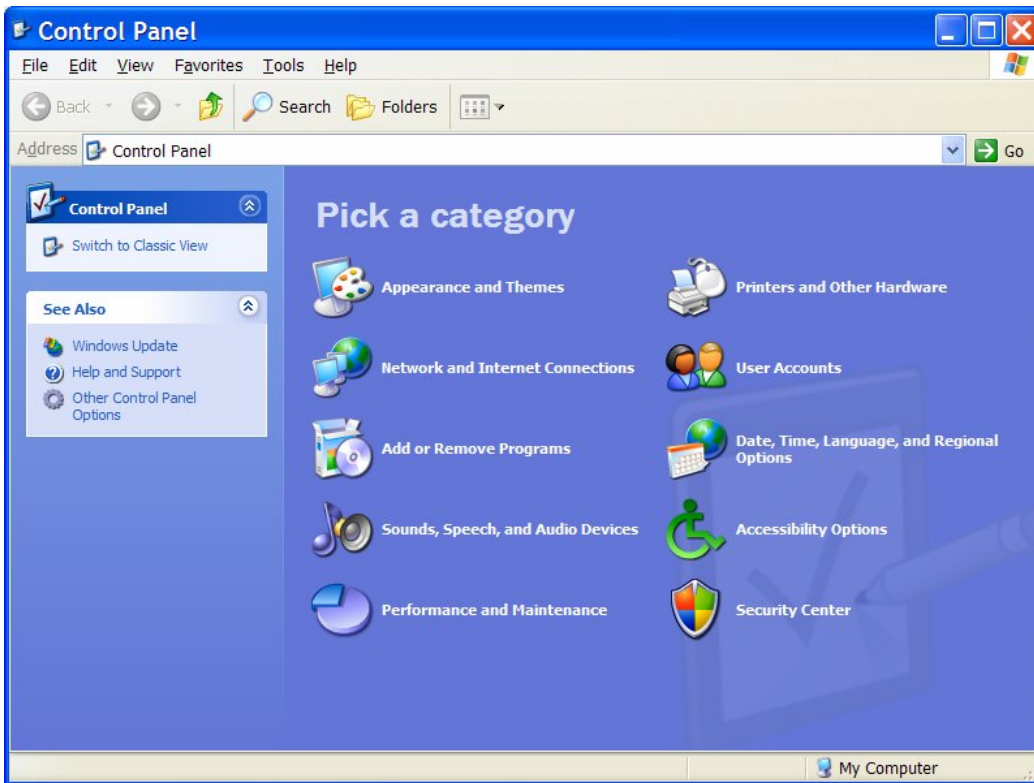 Control Panel
File Edit View Favorites Tools Help
Back Search Folders
Address Control Panel Go
Control Panel
Switch to Classic View
See Also
Windows Update
Help and Support
Other Control Panel
Options
Pick a category
Appearance and Themes
Printers and Other Hardware
Network and Internet Connections
User Accounts
Add or Remove Programs
Date, Time, Language, and Regional
Options
Sounds, Speech, and Audio Devices
Accessibility Options
Performance and Maintenance
Security Center
My Computer